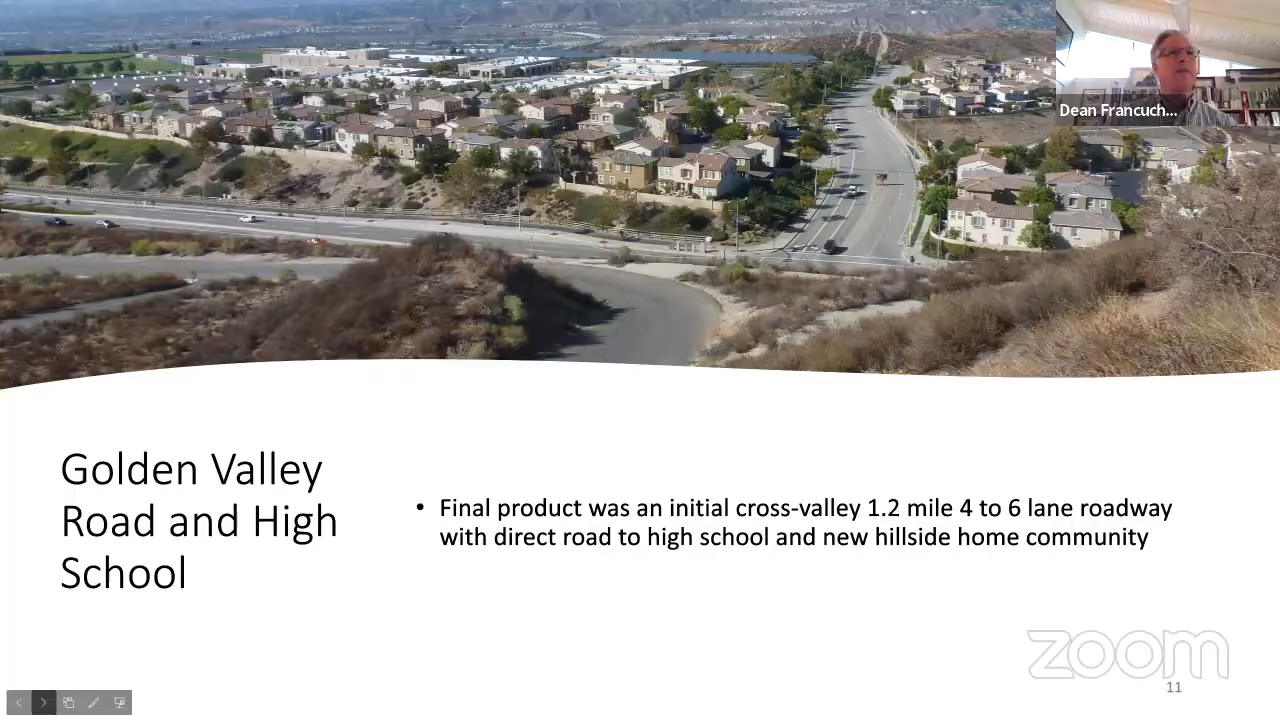 Dean Francuch...
Golden Valley
Road and High
School
• Final product was an initial cross-valley 1.2 mile 4 to 6 lane roadway
with direct road to high school and new hillside home community
zoom
11